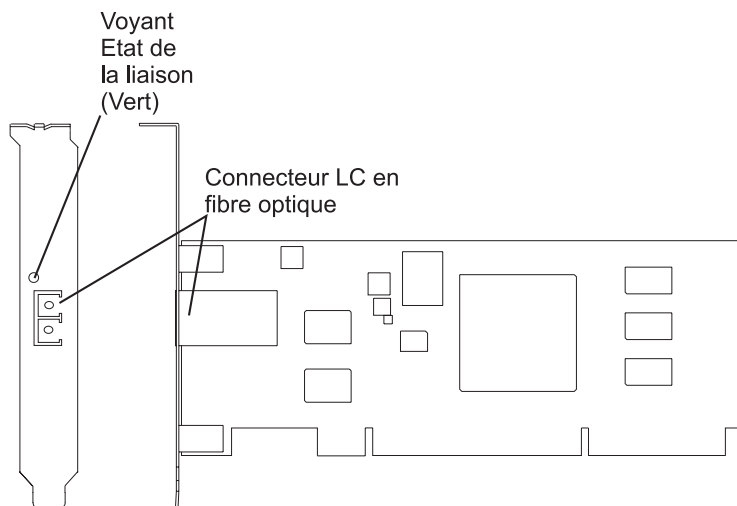 Voyant
Etat de
la liaison
(Vert)
Connecteur LC en
fibre optique